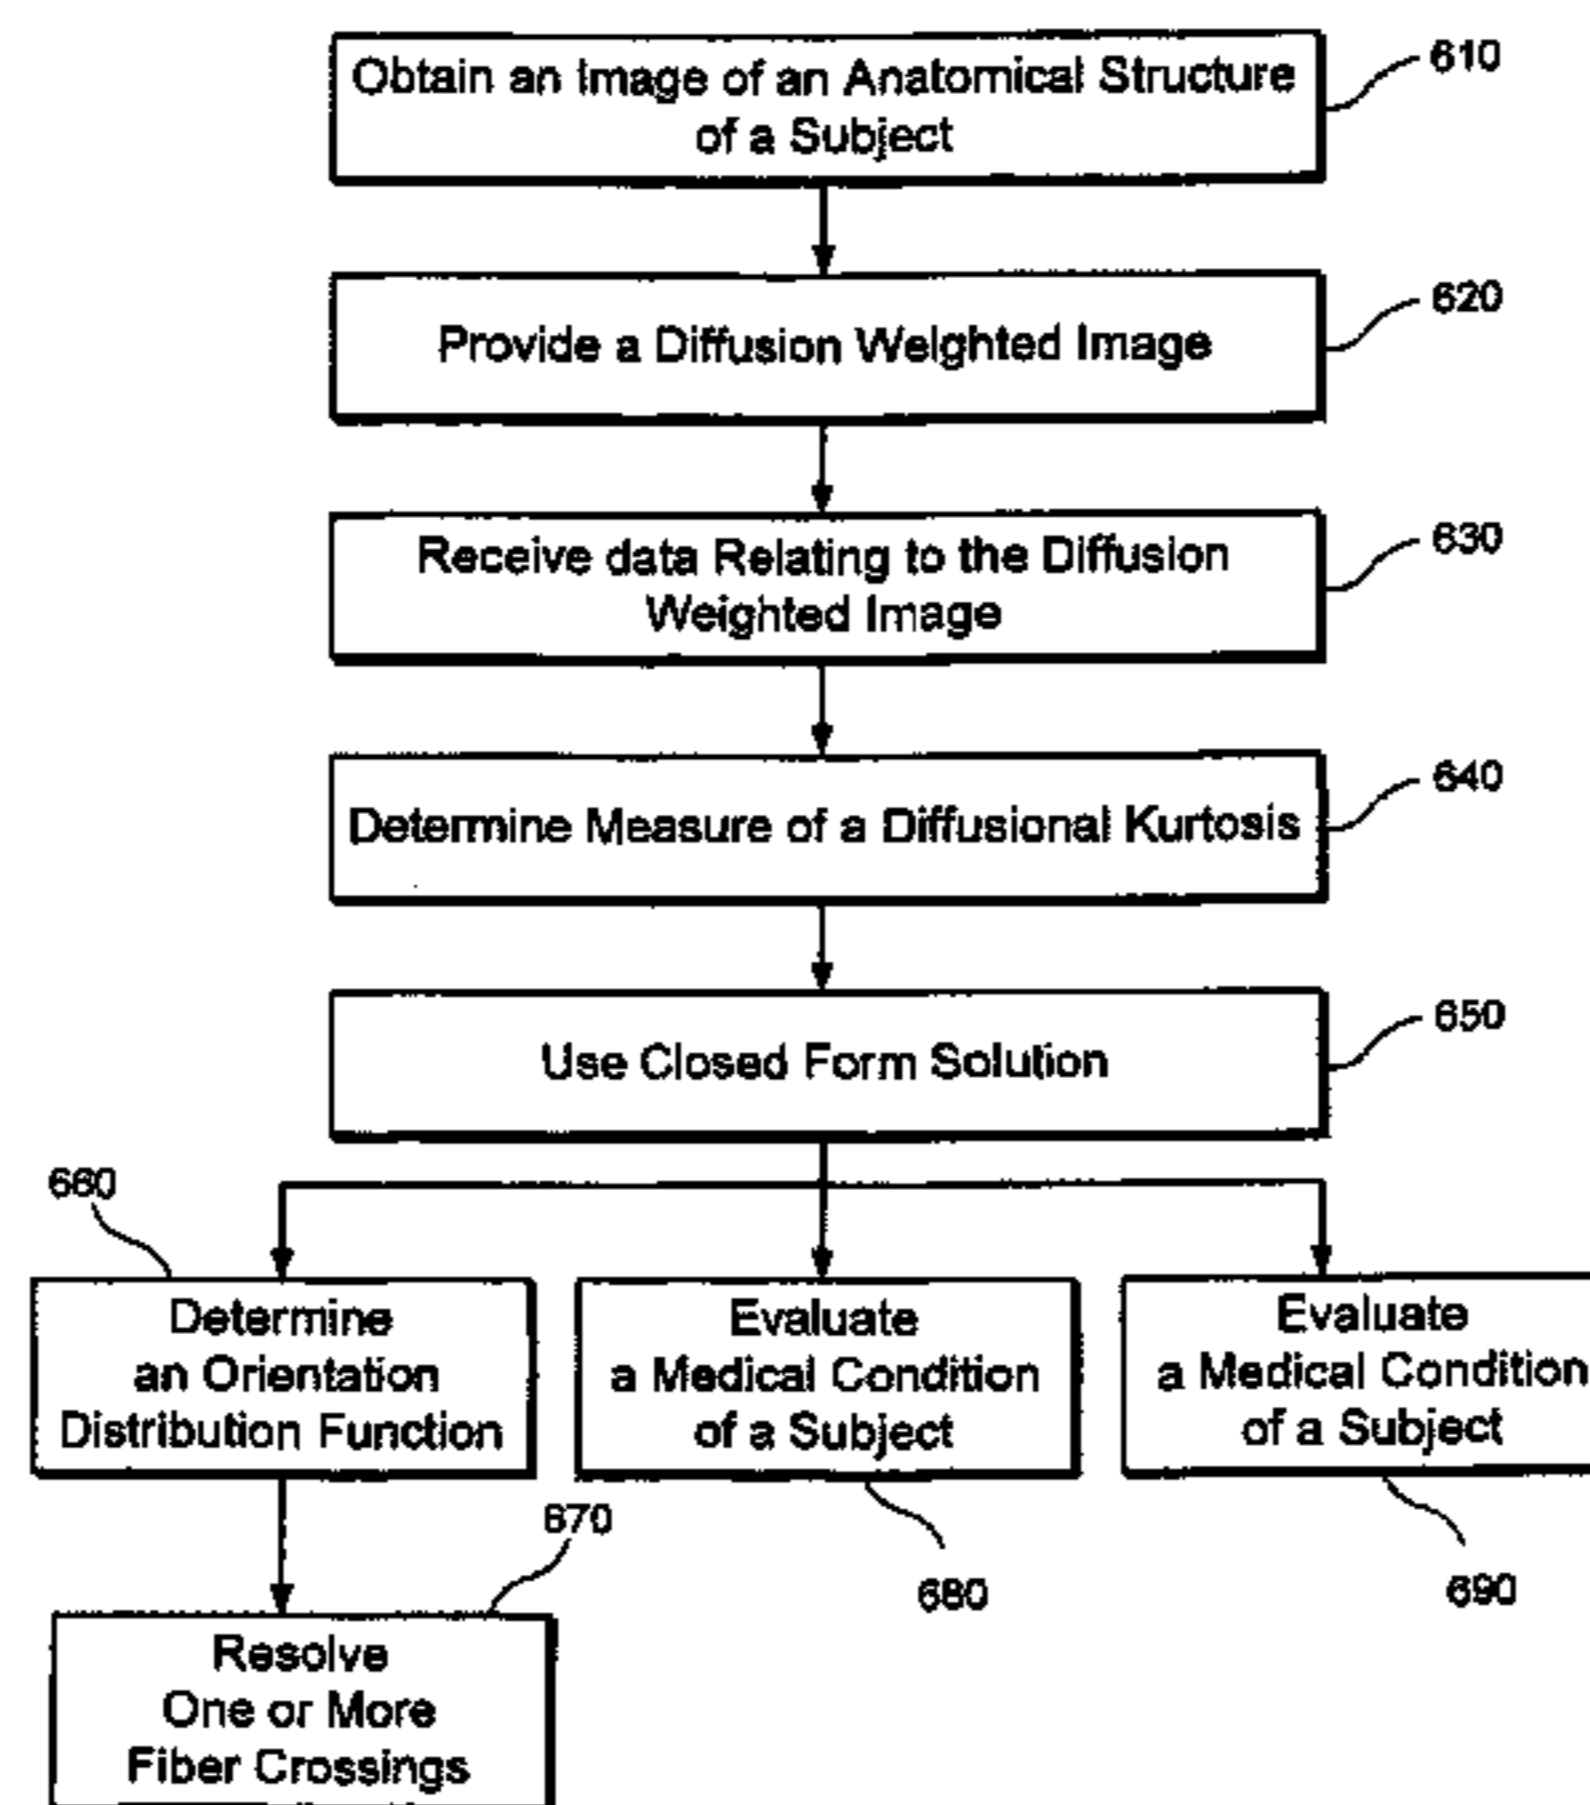 Obtain an Image of an Anatomical Structure
of a Subject
610
Provide a Diffusion Weighted Image
620
Receive data Relating to the Diffusion
Weighted Image
630
Determine Measure of a Diffusional Kurtosis
640
Use Closed Form Solution
650
660
Determine
an Orientation
Distribution Function
Evaluate
a Medical Condition
of a Subject
680
Evaluate
a Medical Condition
of a Subject
690
670
Resolve
One or More
Fiber Crossings